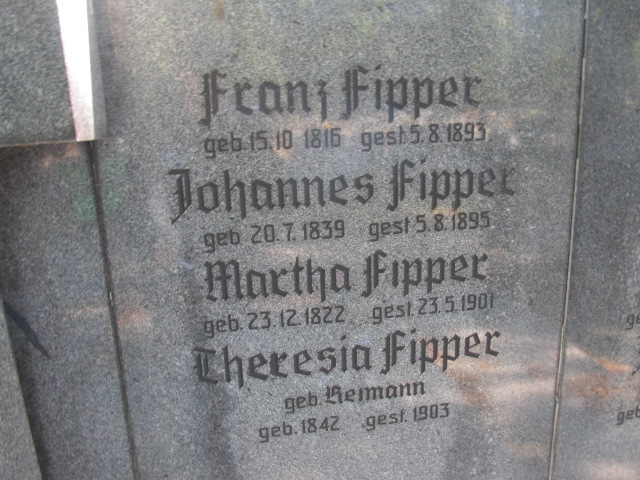 Franz Fipper
geb. 15.10 1816 gest. 5.8.1893
Johannes Fipper
geb 20.7.1839 gest 5.8.1895
Martha Fipper
geb. 23.12.1822 gest. 23.5.1901
Theresia Fipper
geb. Reimann
geb. 1842 gest. 1903